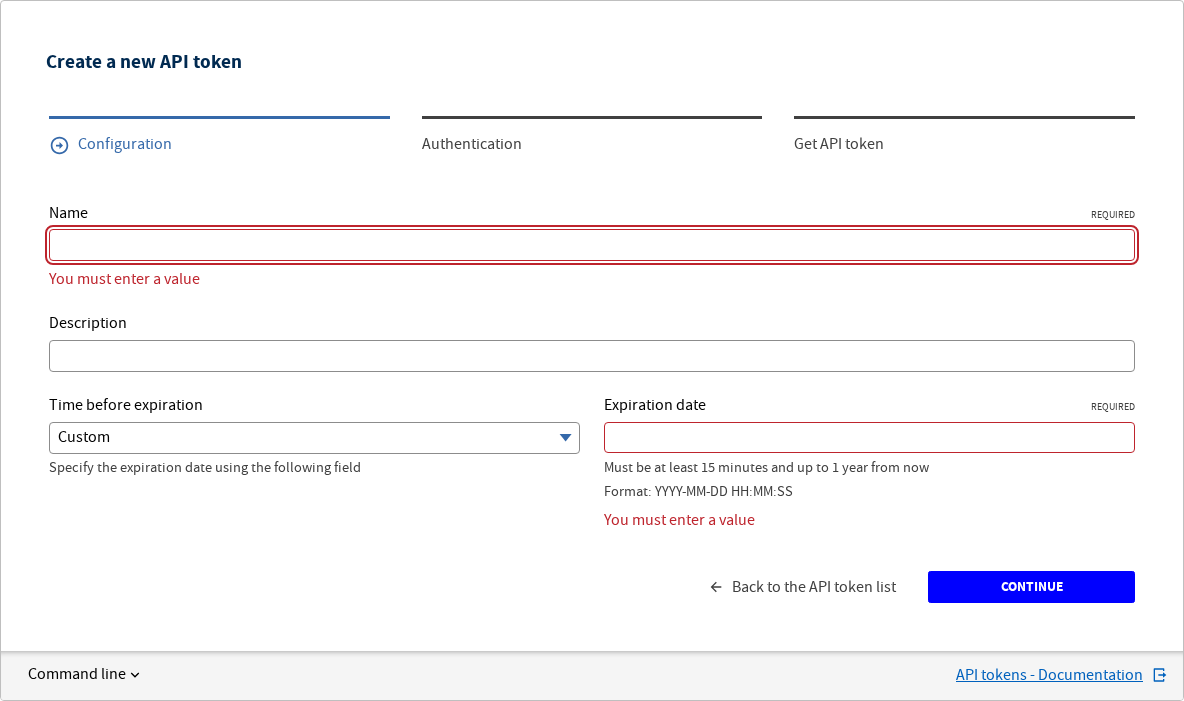 Create a new API token
Configuration
Authentication
Get API token
Name
REQUIRED
You must enter a value
Description
Time before expiration
Custom
Specify the expiration date using the following field
Expiration date
REQUIRED
Must be at least 15 minutes and up to 1 year from now
Format: YYYY-MM-DD HH:MM:SS
You must enter a value
Back to the API token list
CONTINUE
Command line
API tokens - Documentation